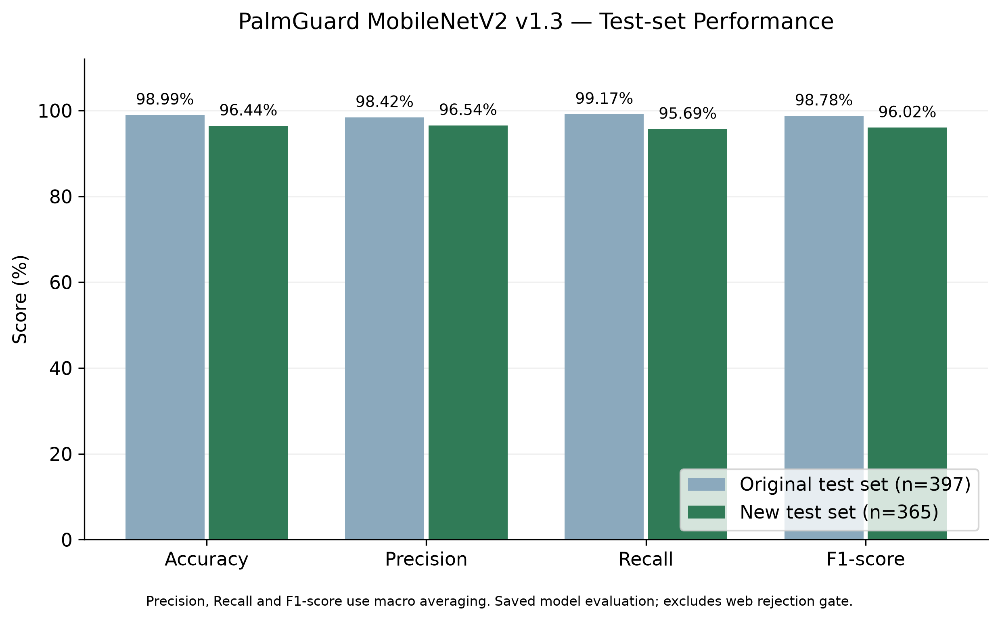 PalmGuard MobileNetV2 v1.3 — Test-set Performance
Score (%)
100
80
60
40
20
0
98.99%
96.44%
98.42%
96.54%
99.17%
95.69%
98.78%
96.02%
Original test set (n=397)
New test set (n=365)
Accuracy
Precision
Recall
F1-score
Precision, Recall and F1-score use macro averaging. Saved model evaluation; excludes web rejection gate.